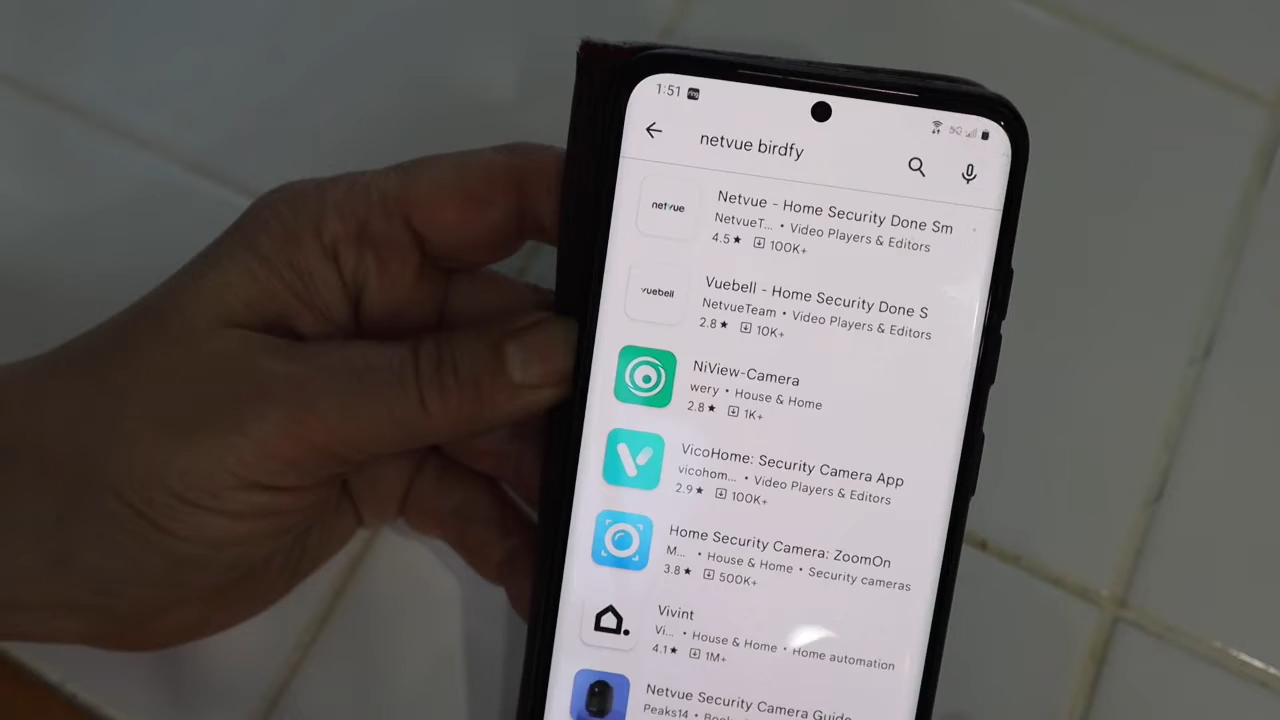 1:51 ring 5G
netvue birdfy
netvue
Netvue - Home Security Done Sm
NetvueT... • Video Players & Editors
4.5★ 100K+
vuebell
Vuebell - Home Security Done S
NetvueTeam • Video Players & Editors
2.8★ 10K+
NiView-Camera
wery • House & Home
2.8★ 1K+
VicoHome: Security Camera App
vicohom... • Video Players & Editors
2.9★ 100K+
Home Security Camera: ZoomOn
M... • House & Home • Security cameras
3.8★ 500K+
Vivint
Vi... • House & Home • Home automation
4.1★ 1M+
Netvue Security Camera Guide
Peaks14 •